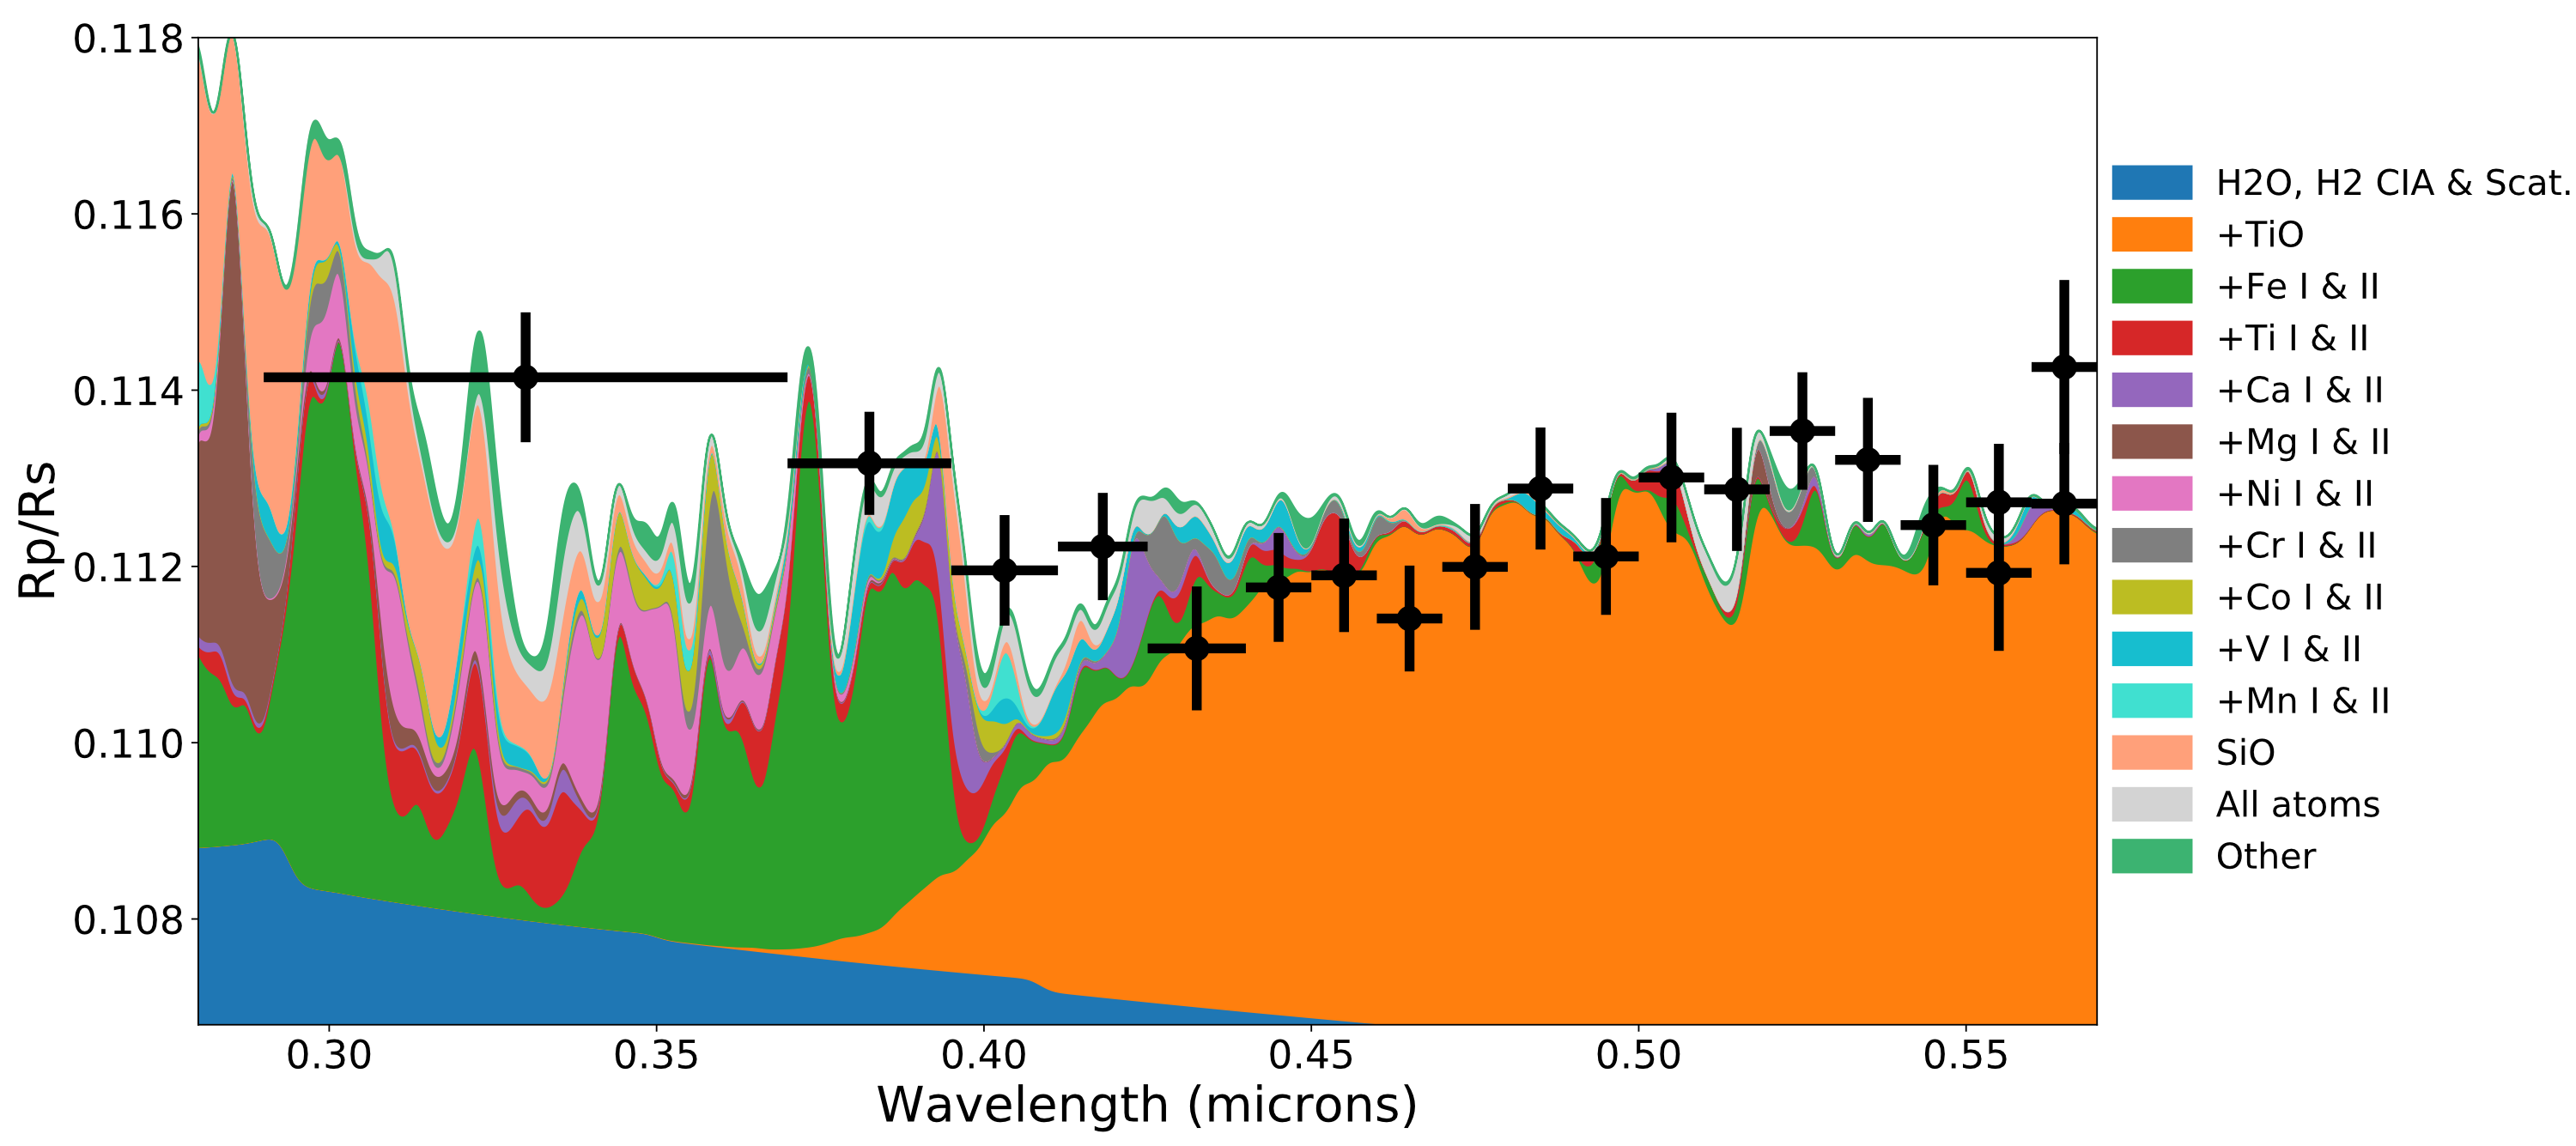 0.118
0.116
0.114
0.112
0.110
0.108
Rp/Rs
0.30
0.35
0.40
0.45
0.50
0.55
Wavelength (microns)
H2O, H2 CIA & Scat.
+TiO
+Fe I & II
+Ti I & II
+Ca I & II
+Mg I & II
+Ni I & II
+Cr I & II
+Co I & II
+V I & II
+Mn I & II
SiO
All atoms
Other